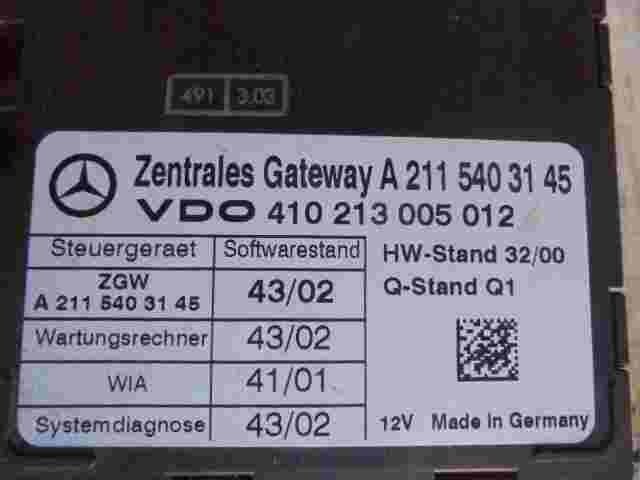 491 3.03
Zentrales Gateway A 211 540 31 45
VDO 410 213 005 012
Steuergeraet Softwarestand
ZGW
A 211 540 31 45 43/02
Wartungsrechner 43/02
WIA 41/01
Systemdiagnose 43/02
HW-Stand 32/00
Q-Stand Q1
12V Made in Germany